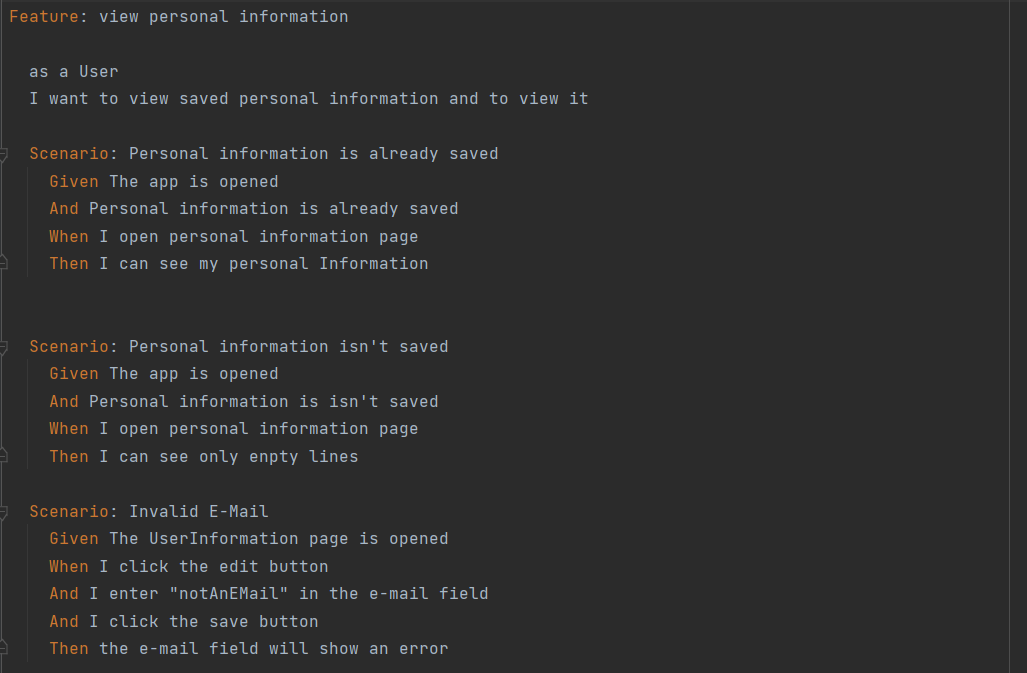 Feature: view personal information
as a User
I want to view saved personal information and to view it
Scenario: Personal information is already saved
Given The app is opened
And Personal information is already saved
When I open personal information page
Then I can see my personal Information
Scenario: Personal information isn't saved
Given The app is opened
And Personal information is isn't saved
When I open personal information page
Then I can see only enpty lines
Scenario: Invalid E-Mail
Given The UserInformation page is opened
When I click the edit button
And I enter "notAnEMail" in the e-mail field
And I click the save button
Then the e-mail field will show an error